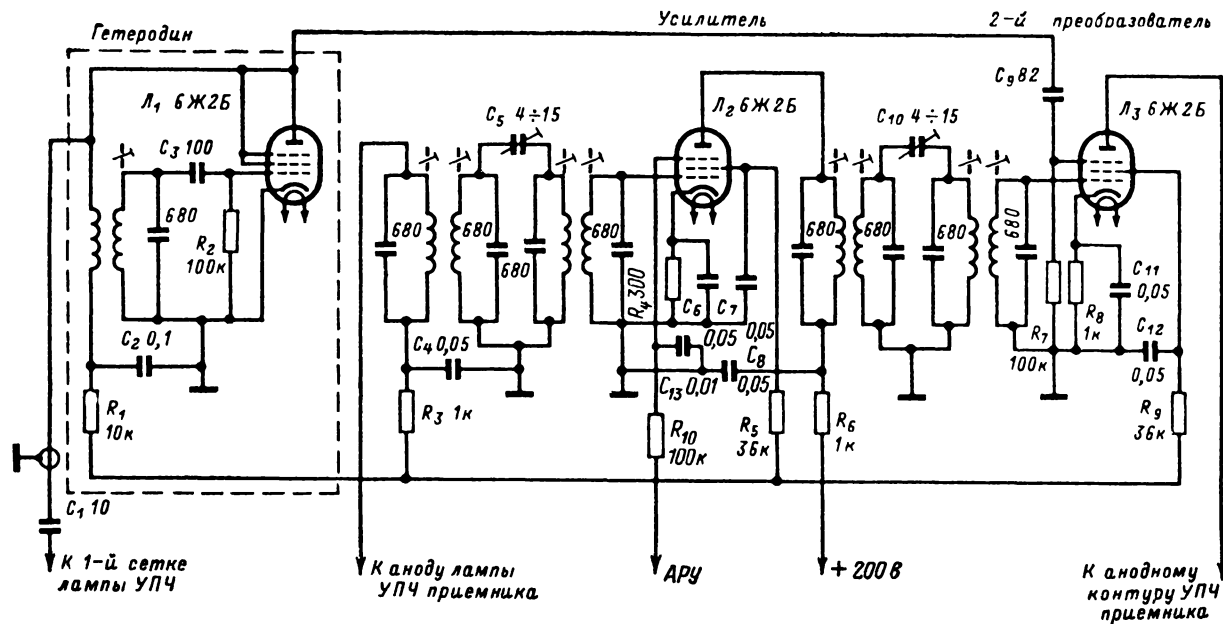 Гетеродин
Усилитель
2-й преобразователь
Л1 6Ж2Б
C3 100
680
R2
100к
C2 0,1
R1
10к
C1 10
К 1-й сетке
лампы УПЧ
C5 4÷15
680
680
680
C4 0,05
R3 1к
К аноду лампы
УПЧ приемника
Л2 6Ж2Б
R4 300
C6
0,05
C7
0,05
C13 0,01
C8
0,05
R10
100к
R5
36к
R6
1к
АРУ
+ 200 в
C9 82
C10 4÷15
680
680
680
680
Л3 6Ж2Б
R7
100к
R8
1к
C11
0,05
C12
0,05
R9
36к
К анодному
контуру УПЧ
приемника